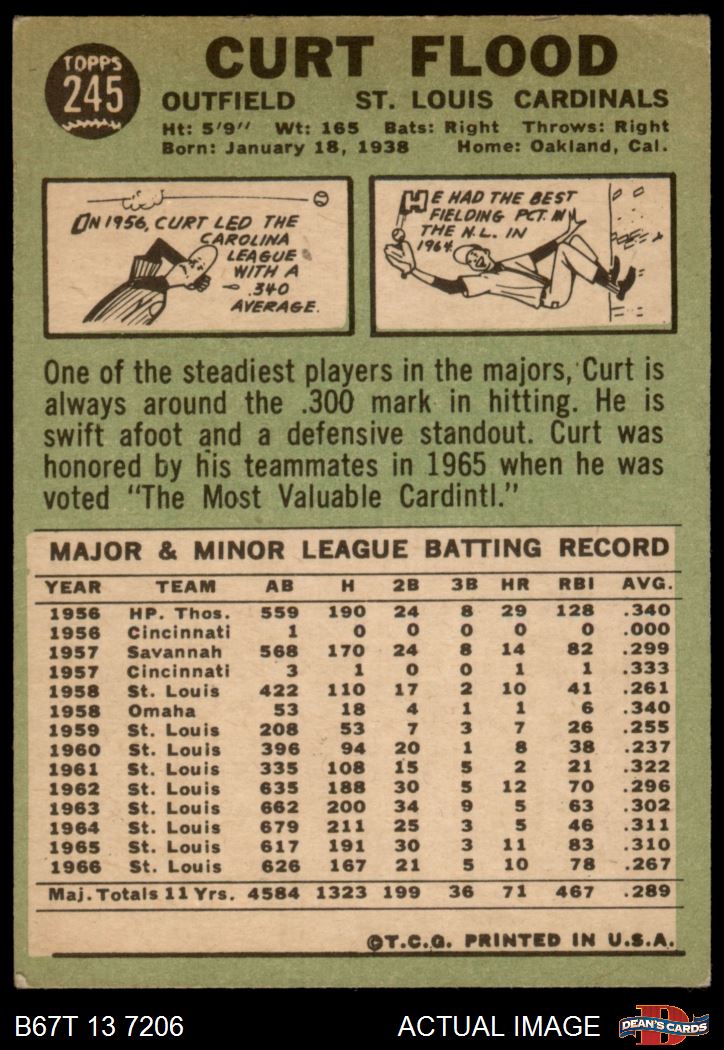 TOPPS
245
CURT FLOOD
OUTFIELD ST. LOUIS CARDINALS
Ht: 5'9" Wt: 165 Bats: Right Throws: Right
Born: January 18, 1938 Home: Oakland, Cal.
ON 1956, CURT LED THE
CAROLINA
LEAGUE
WITH A
.340
AVERAGE.
HE HAD THE BEST
FIELDING PCT. IN
THE N.L. IN
1964
One of the steadiest players in the majors, Curt is
always around the .300 mark in hitting. He is
swift afoot and a defensive standout. Curt was
honored by his teammates in 1965 when he was
voted "The Most Valuable Cardintl."
MAJOR & MINOR LEAGUE BATTING RECORD
YEAR TEAM AB H 2B 3B HR RBI AVG.
1956 HP. Thos. 559 190 24 8 29 128 .340
1956 Cincinnati 1 0 0 0 0 0 .000
1957 Savannah 568 170 24 8 14 82 .299
1957 Cincinnati 3 1 0 0 1 1 .333
1958 St. Louis 422 110 17 2 10 41 .261
1958 Omaha 53 18 4 1 1 6 .340
1959 St. Louis 208 53 7 3 7 26 .255
1960 St. Louis 396 94 20 1 8 38 .237
1961 St. Louis 335 108 15 5 2 21 .322
1962 St. Louis 635 188 30 5 12 70 .296
1963 St. Louis 662 200 34 9 5 63 .302
1964 St. Louis 679 211 25 3 5 46 .311
1965 St. Louis 617 191 30 3 11 83 .310
1966 St. Louis 626 167 21 5 10 78 .267
Maj. Totals 11 Yrs. 4584 1323 199 36 71 467 .289
©T.C.G. PRINTED IN U.S.A.
B67T 13 7206 ACTUAL IMAGE
D
DEAN'S CARDS